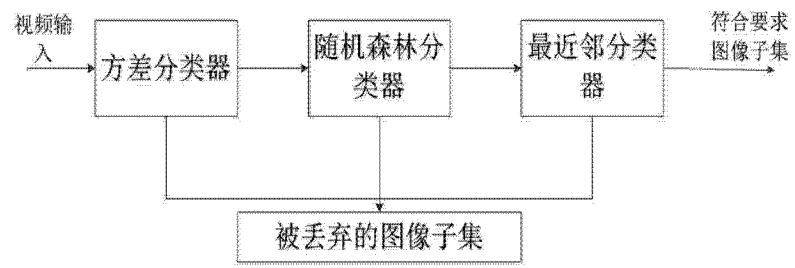 视频输
入
方差分类器
随机森林分
类器
最近邻分类
器
符合要求
图像子集
被丢弃的图像子集